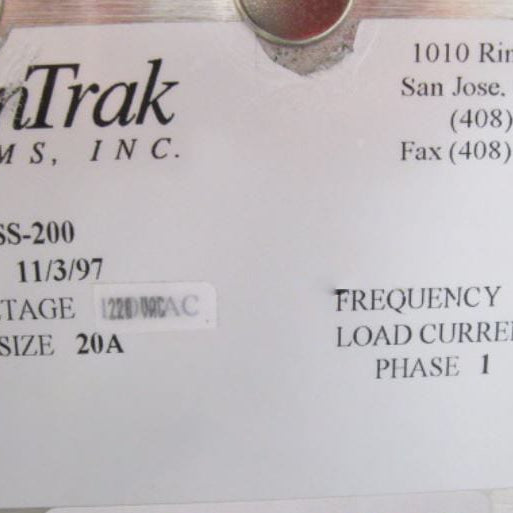 nTrak
MS, INC.
1010 Rin
San Jose,
(408)
Fax (408)
SS-200
11/3/97
TAGE
SIZE 20A
FREQUENCY
LOAD CURRE
PHASE 1